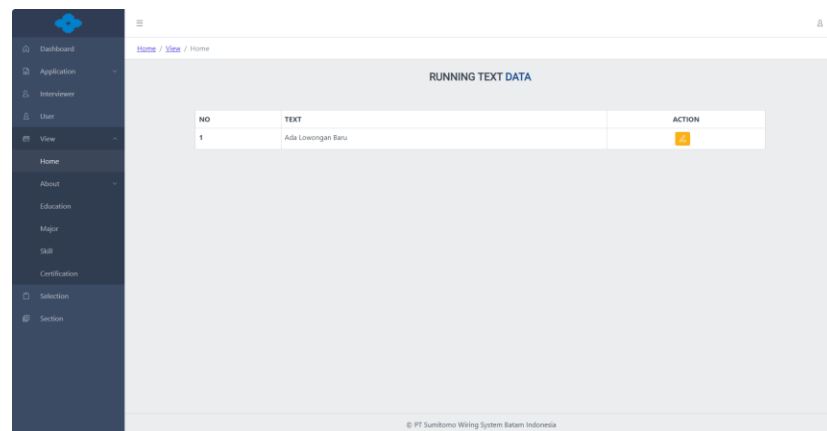 Dashboard
Application
Interviewer
User
View
Home
About
Education
Major
Skill
Certification
Selection
Section
Home / View / Home
RUNNING TEXT DATA
NO TEXT ACTION
1 Ada Lowongan Baru
© PT Sumitomo Wiring System Batam Indonesia